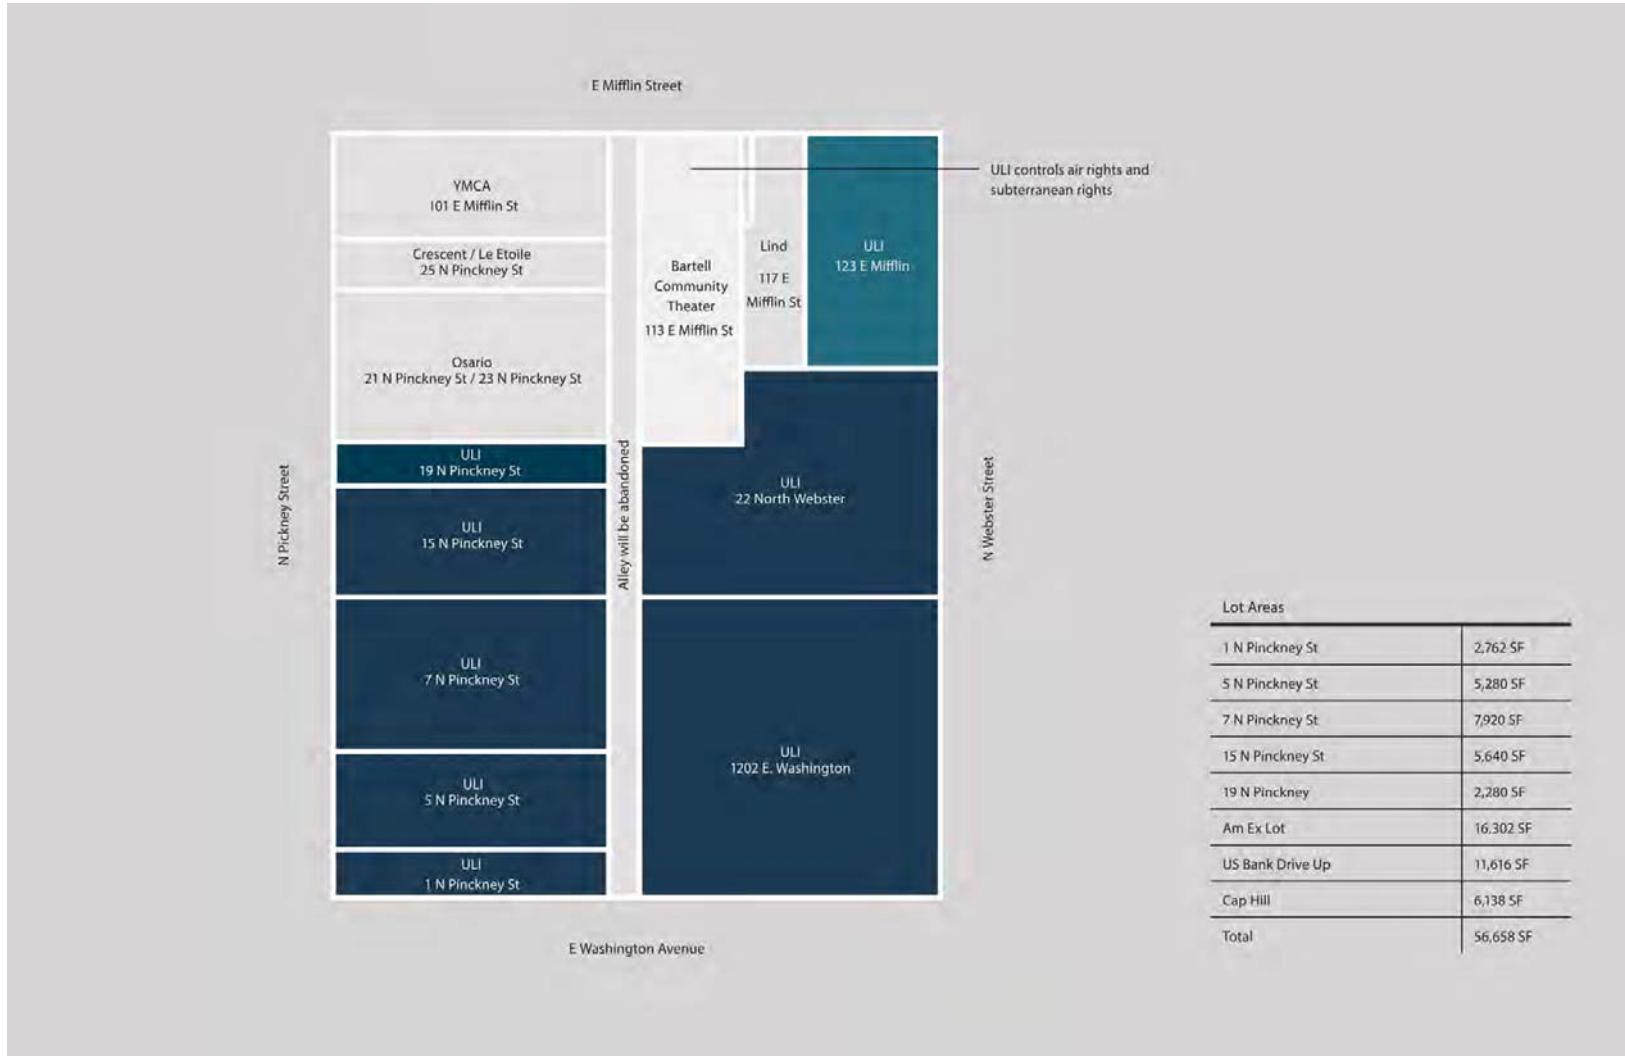 E Mifflin Street
YMCA
101 E Mifflin St
Crescent / Le Etoile
25 N Pinckney St
Osario
21 N Pinckney St / 23 N Pinckney St
ULI
19 N Pinckney St
ULI
15 N Pinckney St
ULI
7 N Pinckney St
ULI
5 N Pinckney St
ULI
1 N Pinckney St
N Pickney Street
Alley will be abandoned
Bartell
Community
Theater
113 E Mifflin St
Lind
117 E
Mifflin St
ULI
123 E Mifflin
ULI controls air rights and
subterranean rights
ULI
22 North Webster
ULI
1202 E. Washington
N Webster Street
E Washington Avenue
Lot Areas
1 N Pinckney St 2,762 SF
5 N Pinckney St 5,280 SF
7 N Pinckney St 7,920 SF
15 N Pinckney St 5,640 SF
19 N Pinckney 2,280 SF
Am Ex Lot 16.302 SF
US Bank Drive Up 11,616 SF
Cap Hill 6,138 SF
Total 56,658 SF